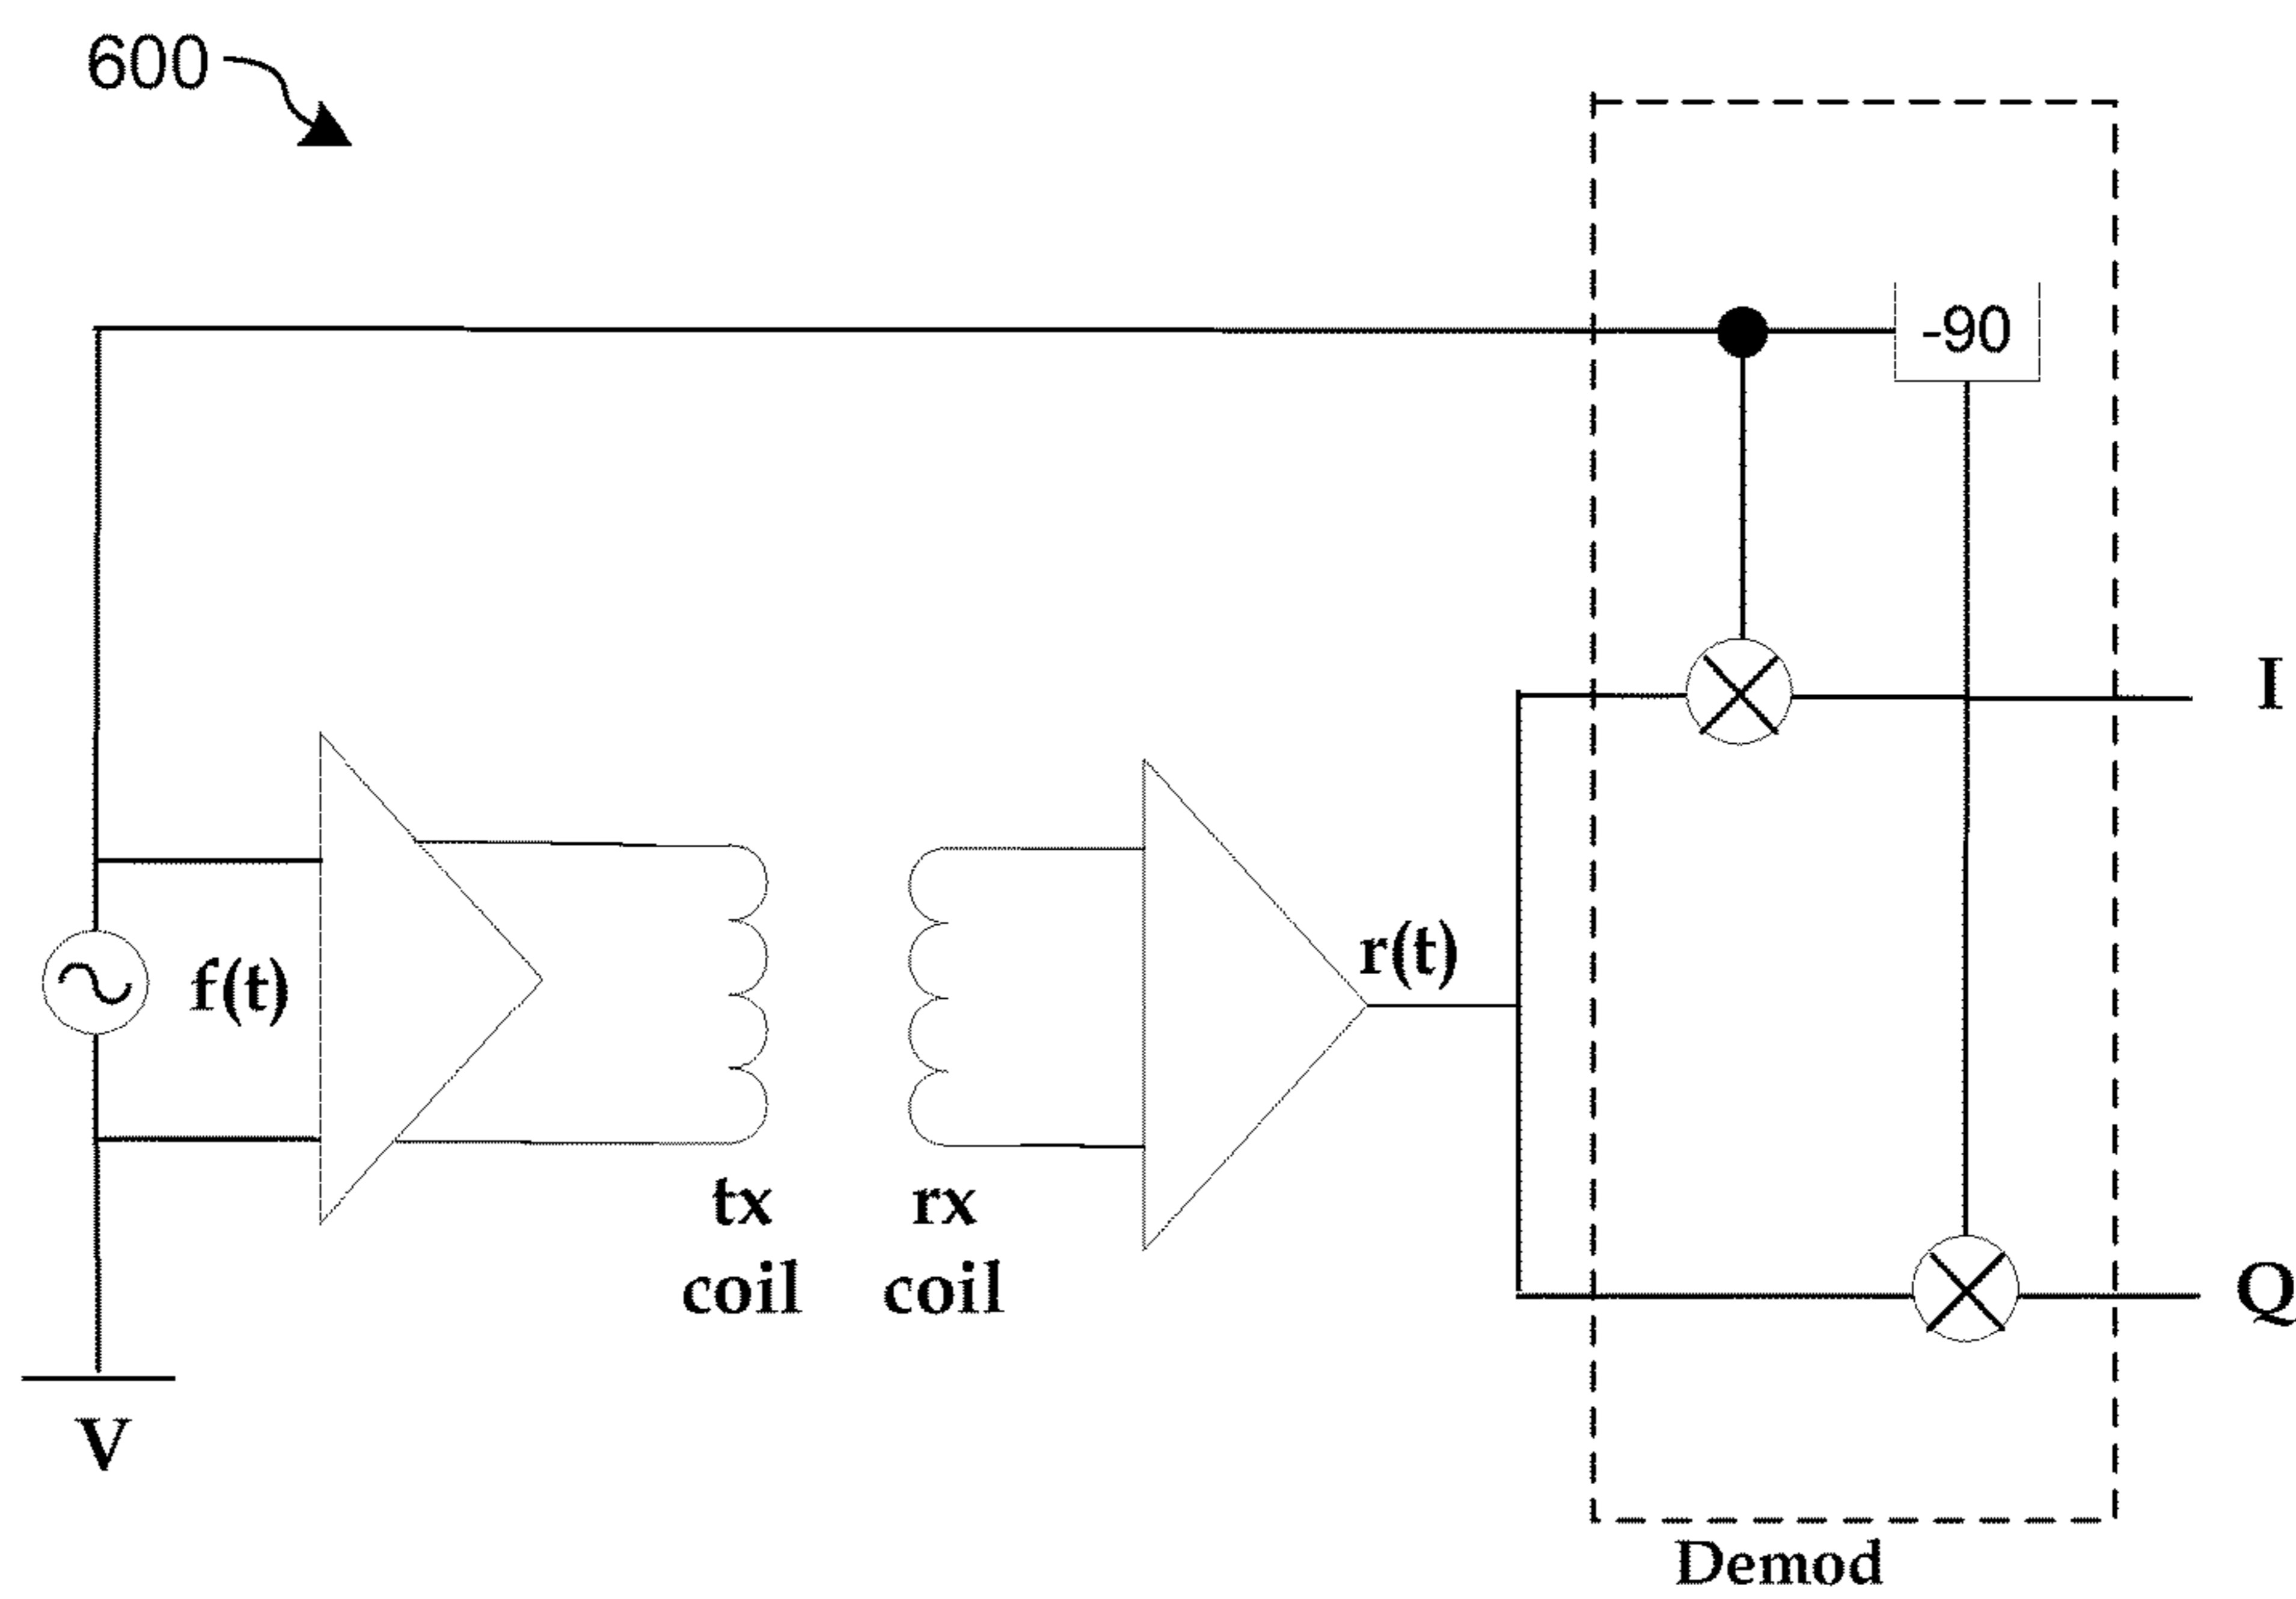 600
-90
I
r(t)
f(t)
tx
coil
rx
coil
Q
V
Demod